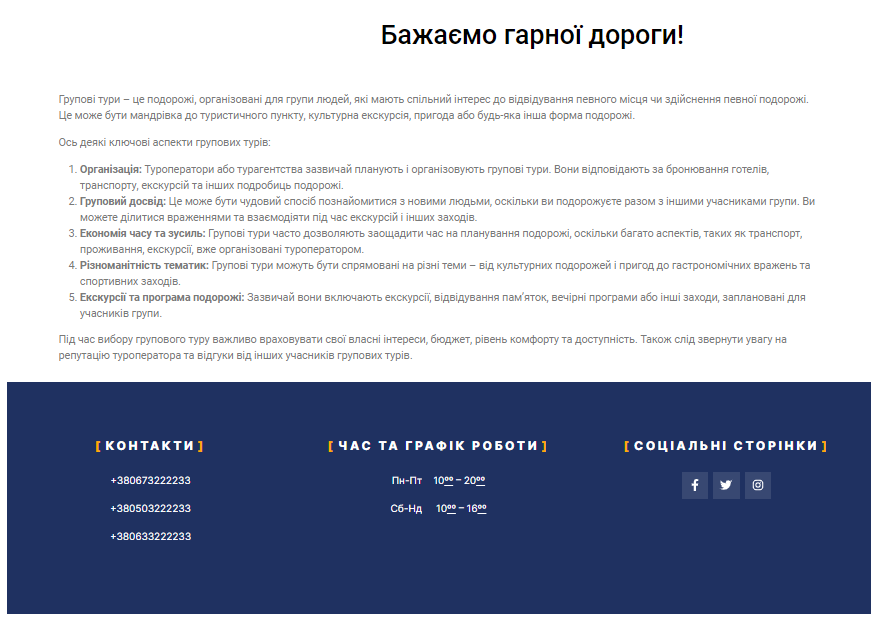 Бажаємо гарної дороги!
Групові тури – це подорожі, організовані для групи людей, які мають спільний інтерес до відвідування певного місця чи здійснення певної подорожі.
Це може бути мандрівка до туристичного пункту, культурна екскурсія, пригода або будь-яка інша форма подорожі.
Ось деякі ключові аспекти групових турів:
1. Організація: Туроператори або турагентства зазвичай планують і організовують групові тури. Вони відповідають за бронювання готелів,
транспорту, екскурсій та інших подробиць подорожі.
2. Груповий досвід: Це може бути чудовий спосіб познайомитися з новими людьми, оскільки ви подорожуєте разом з іншими учасниками групи. Ви
можете ділитися враженнями та взаємодіяти під час екскурсій і інших заходів.
3. Економія часу та зусиль: Групові тури часто дозволяють заощадити час на планування подорожі, оскільки багато аспектів, таких як транспорт,
проживання, екскурсії, вже організовані туроператором.
4. Різноманітність тематик: Групові тури можуть бути спрямовані на різні теми – від культурних подорожей і пригод до гастрономічних вражень та
спортивних заходів.
5. Екскурсії та програма подорожі: Зазвичай вони включають екскурсії, відвідування пам'яток, вечірні програми або інші заходи, заплановані для
учасників групи.
Під час вибору групового туру важливо враховувати свої власні інтереси, бюджет, рівень комфорту та доступність. Також слід звернути увагу на
репутацію туроператора та відгуки від інших учасників групових турів.
[ КОНТАКТИ ]
+380673222233
+380503222233
+380633222233
[ ЧАС ТА ГРАФІК РОБОТИ ]
Пн-Пт 10⁰⁰ – 20⁰⁰
Сб-Нд 10⁰⁰ – 16⁰⁰
[ СОЦІАЛЬНІ СТОРІНКИ ]